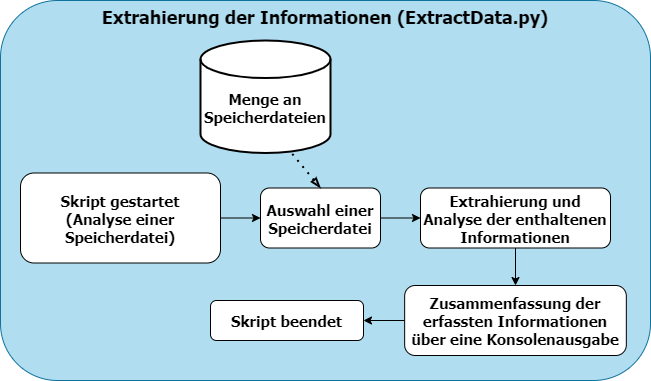 Extrahierung der Informationen (ExtractData.py)
Menge an
Speicherdateien
Skript gestartet
(Analyse einer
Speicherdatei)
Auswahl einer
Speicherdatei
Extrahierung und
Analyse der enthaltenen
Informationen
Zusammenfassung der
erfassten Informationen
über eine Konsolenausgabe
Skript beendet